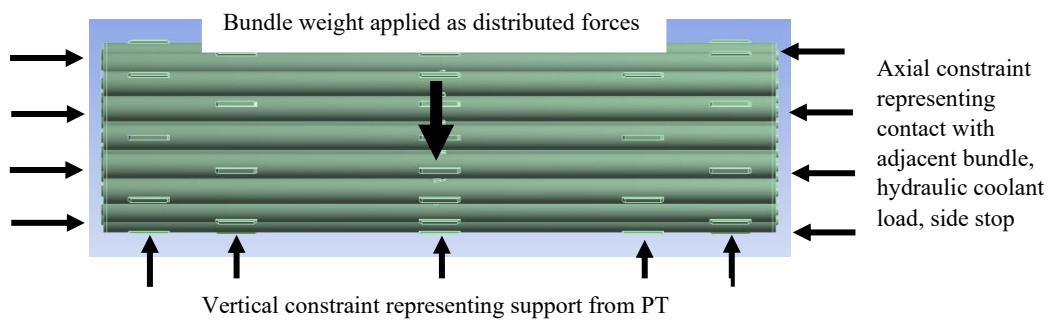 Bundle weight applied as distributed forces
Axial constraint
representing
contact with
adjacent bundle,
hydraulic coolant
load, side stop
Vertical constraint representing support from PT